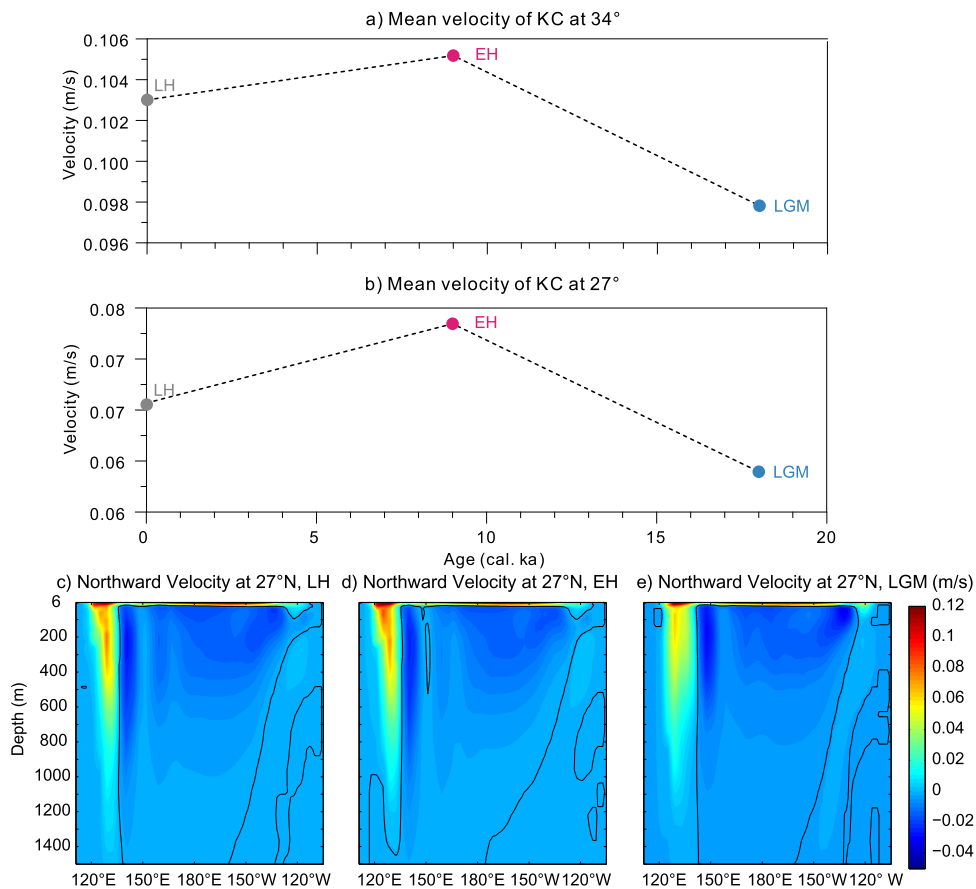 a) Mean velocity of KC at 34°
0.106
0.104
0.102
0.100
0.098
0.096
Velocity (m/s)
LH
EH
LGM
b) Mean velocity of KC at 27°
0.08
0.07
0.07
0.06
0.06
Velocity (m/s)
LH
EH
LGM
0 5 10 15 20
Age (cal. ka)
c) Northward Velocity at 27°N, LH
d) Northward Velocity at 27°N, EH
e) Northward Velocity at 27°N, LGM (m/s)
6
200
400
600
800
1000
1200
1400
Depth (m)
120°E 150°E 180°E 150°W 120°W
120°E 150°E 180°E 150°W 120°W
120°E 150°E 180°E 150°W 120°W
0.12
0.1
0.08
0.06
0.04
0.02
0
−0.02
−0.04